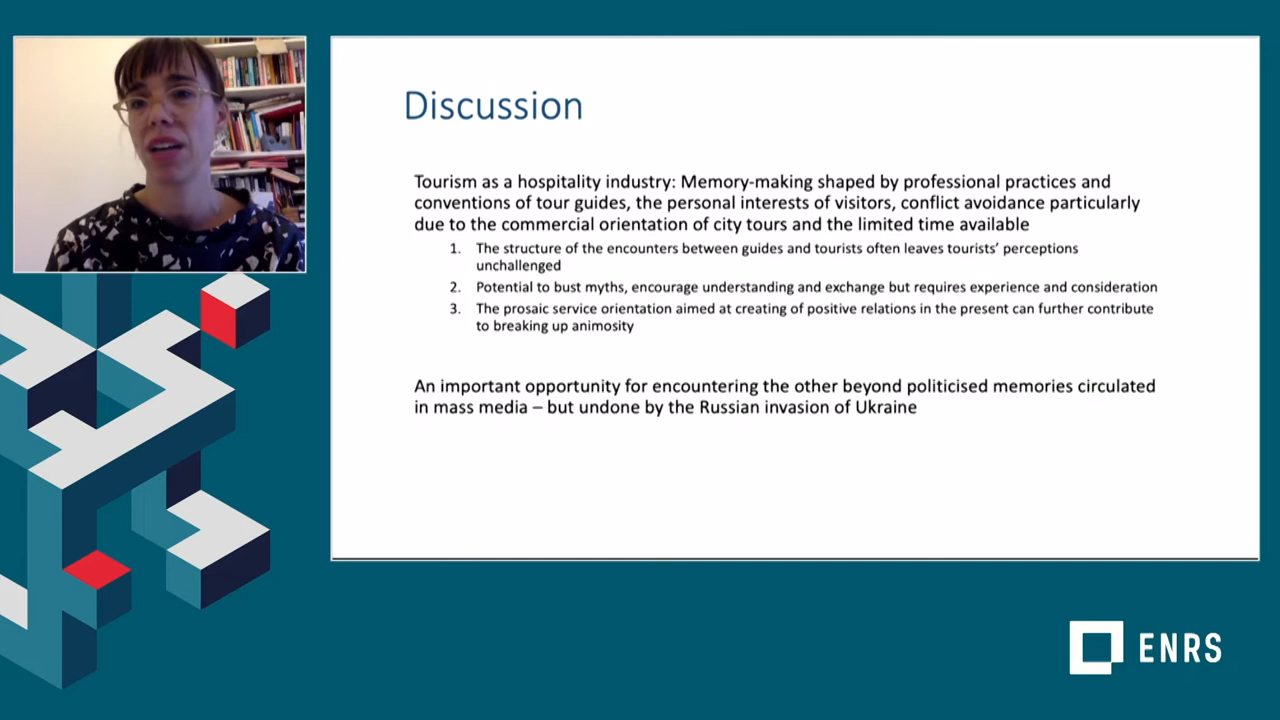 Discussion
Tourism as a hospitality industry: Memory-making shaped by professional practices and
conventions of tour guides, the personal interests of visitors, conflict avoidance particularly
due to the commercial orientation of city tours and the limited time available
1. The structure of the encounters between guides and tourists often leaves tourists’ perceptions
unchallenged
2. Potential to bust myths, encourage understanding and exchange but requires experience and consideration
3. The prosaic service orientation aimed at creating of positive relations in the present can further contribute
to breaking up animosity
An important opportunity for encountering the other beyond politicised memories circulated
in mass media – but undone by the Russian invasion of Ukraine
ENRS